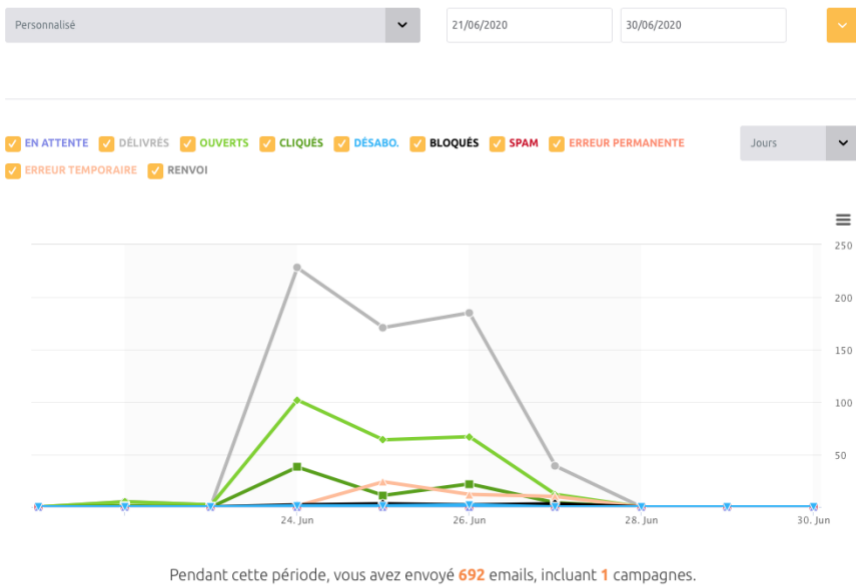 Personnalisé 21/06/2020 30/06/2020
EN ATTENTE DÉLIVRÉS OUVERTS CLIQUÉS DÉSABO. BLOQUÉS SPAM ERREUR PERMANENTE Jours
ERREUR TEMPORAIRE RENVOI
250
200
150
100
50
24. Jun 26. Jun 28. Jun 30. Jun
Pendant cette période, vous avez envoyé 692 emails, incluant 1 campagnes.